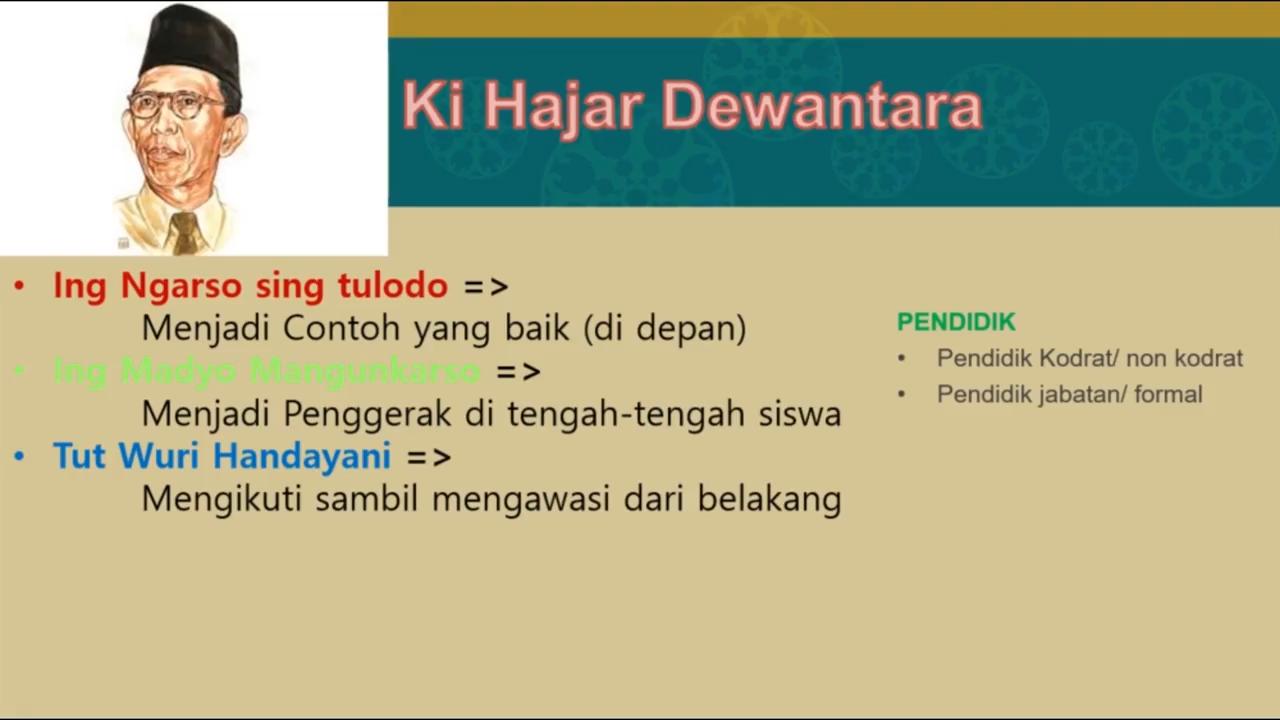 Ki Hajar Dewantara
• Ing Ngarso sing tulodo =>
Menjadi Contoh yang baik (di depan)
• Ing Madyo Mangunkarso =>
Menjadi Penggerak di tengah-tengah siswa
• Tut Wuri Handayani =>
Mengikuti sambil mengawasi dari belakang
PENDIDIK
• Pendidik Kodrat/ non kodrat
• Pendidik jabatan/ formal